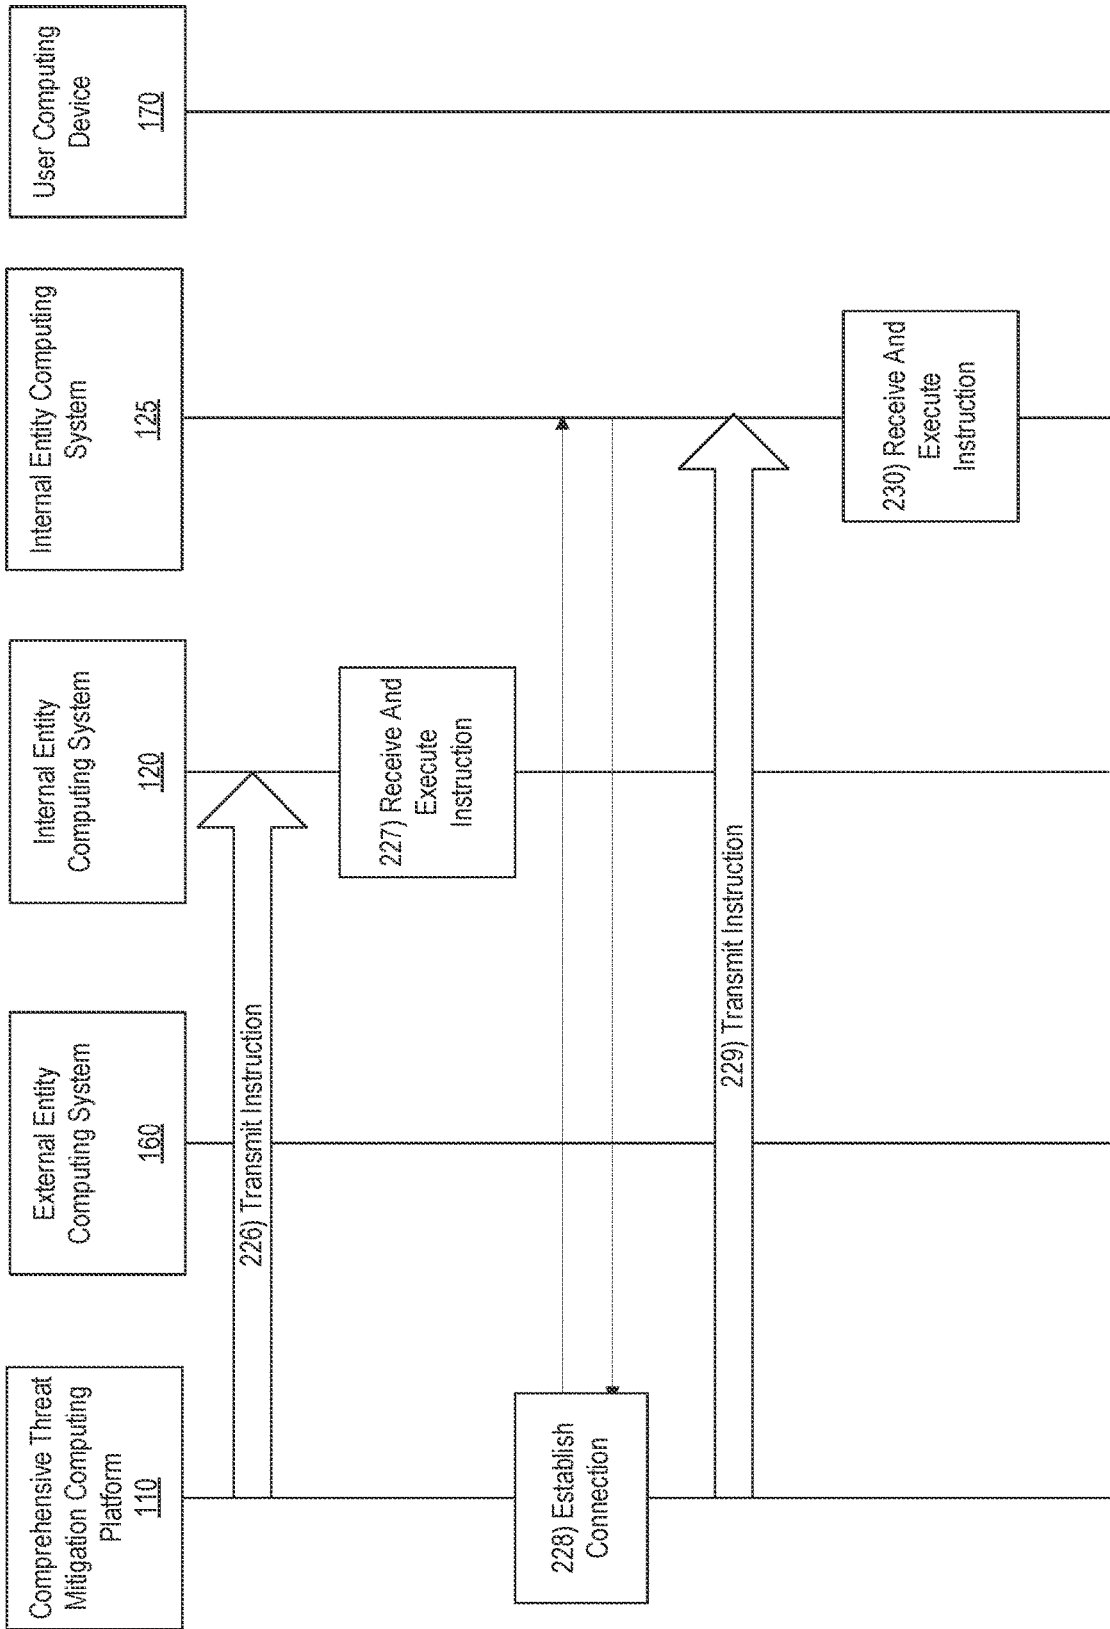 Comprehensive Threat
Mitigation Computing
Platform
110
External Entity
Computing System
160
Internal Entity
Computing System
120
Internal Entity Computing
System
125
User Computing
Device
170
226) Transmit Instruction
227) Receive And
Execute
Instruction
228) Establish
Connection
229) Transmit Instruction
230) Receive And
Execute
Instruction